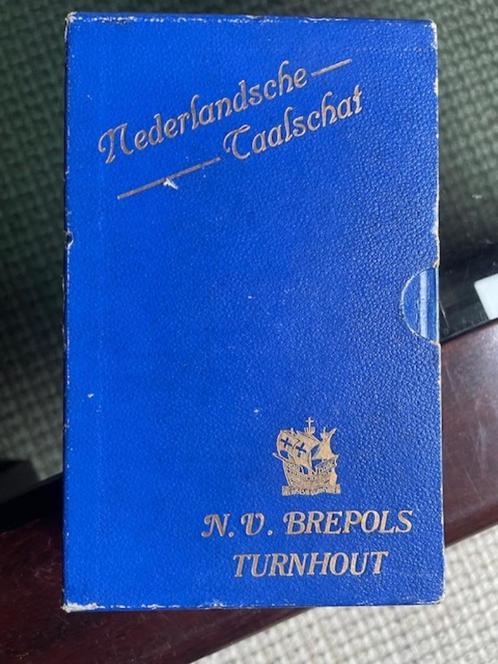 Nederlandsche
Taalschat
N.V. BREPOLS
TURNHOUT